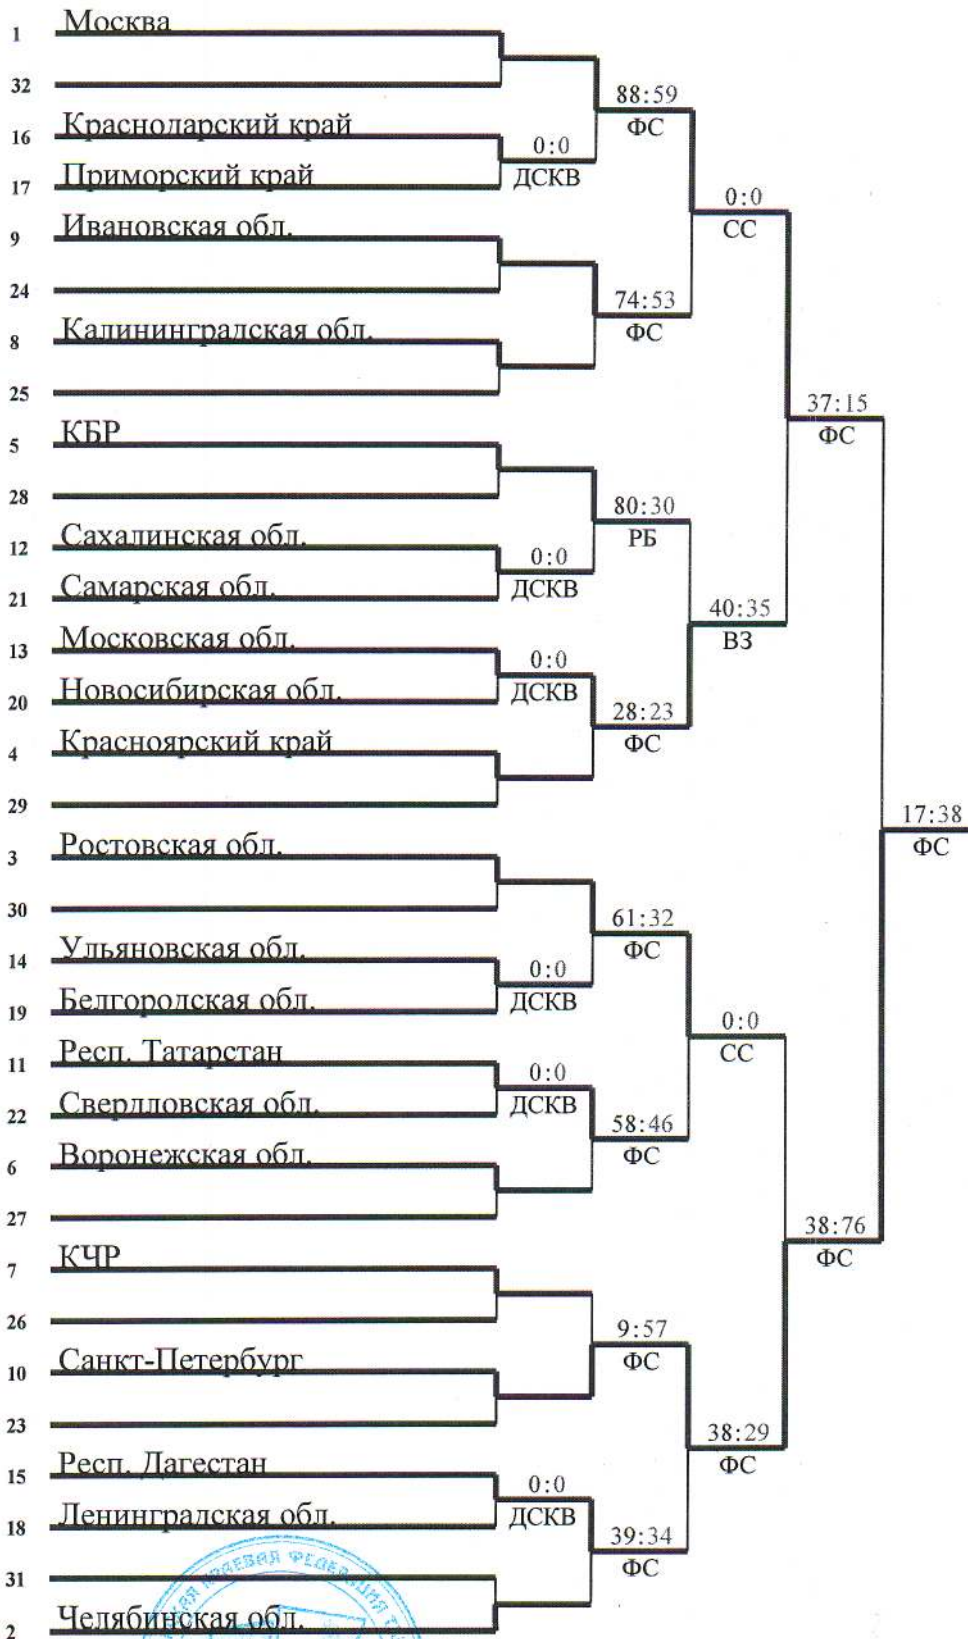 1 Москва
32
88:59
ФС
16 Краснодарский край
0:0
ДСКВ
17 Приморский край
0:0
СС
9 Ивановская обл.
24
74:53
ФС
8 Калининградская обл.
25
37:15
ФС
5 КБР
28
80:30
РБ
12 Сахалинская обл.
0:0
ДСКВ
21 Самарская обл.
40:35
ВЗ
13 Московская обл.
0:0
ДСКВ
20 Новосибирская обл.
28:23
ФС
4 Красноярский край
29
17:38
ФС
3 Ростовская обл.
30
61:32
ФС
14 Ульяновская обл.
0:0
ДСКВ
19 Белгородская обл.
0:0
СС
11 Респ. Татарстан
0:0
ДСКВ
22 Свердловская обл.
58:46
ФС
6 Воронежская обл.
27
38:76
ФС
7 КЧР
26
9:57
ФС
10 Санкт-Петербург
23
38:29
ФС
15 Респ. Дагестан
0:0
ДСКВ
18 Ленинградская обл.
39:34
ФС
31
2 Челябинская обл.
КРАЕВАЯ ФЕДЕРАЦИЯ